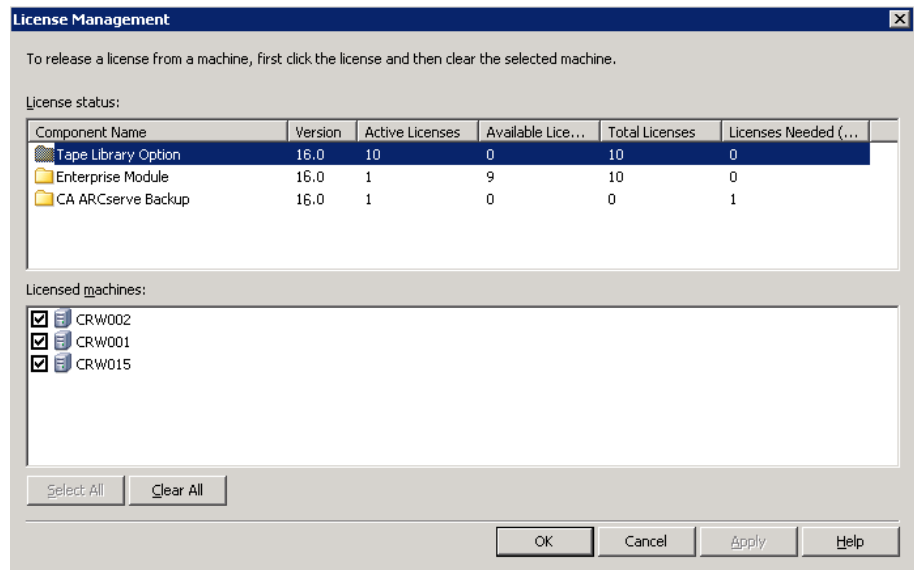 License Management
To release a license from a machine, first click the license and then clear the selected machine.
License status:
Component Name Version Active Licenses Available Lice... Total Licenses Licenses Needed (...
Tape Library Option 16.0 10 0 10 0
Enterprise Module 16.0 1 9 10 0
CA ARCserve Backup 16.0 1 0 0 1
Licensed machines:
CRW002
CRW001
CRW015
Select All Clear All
OK Cancel Apply Help